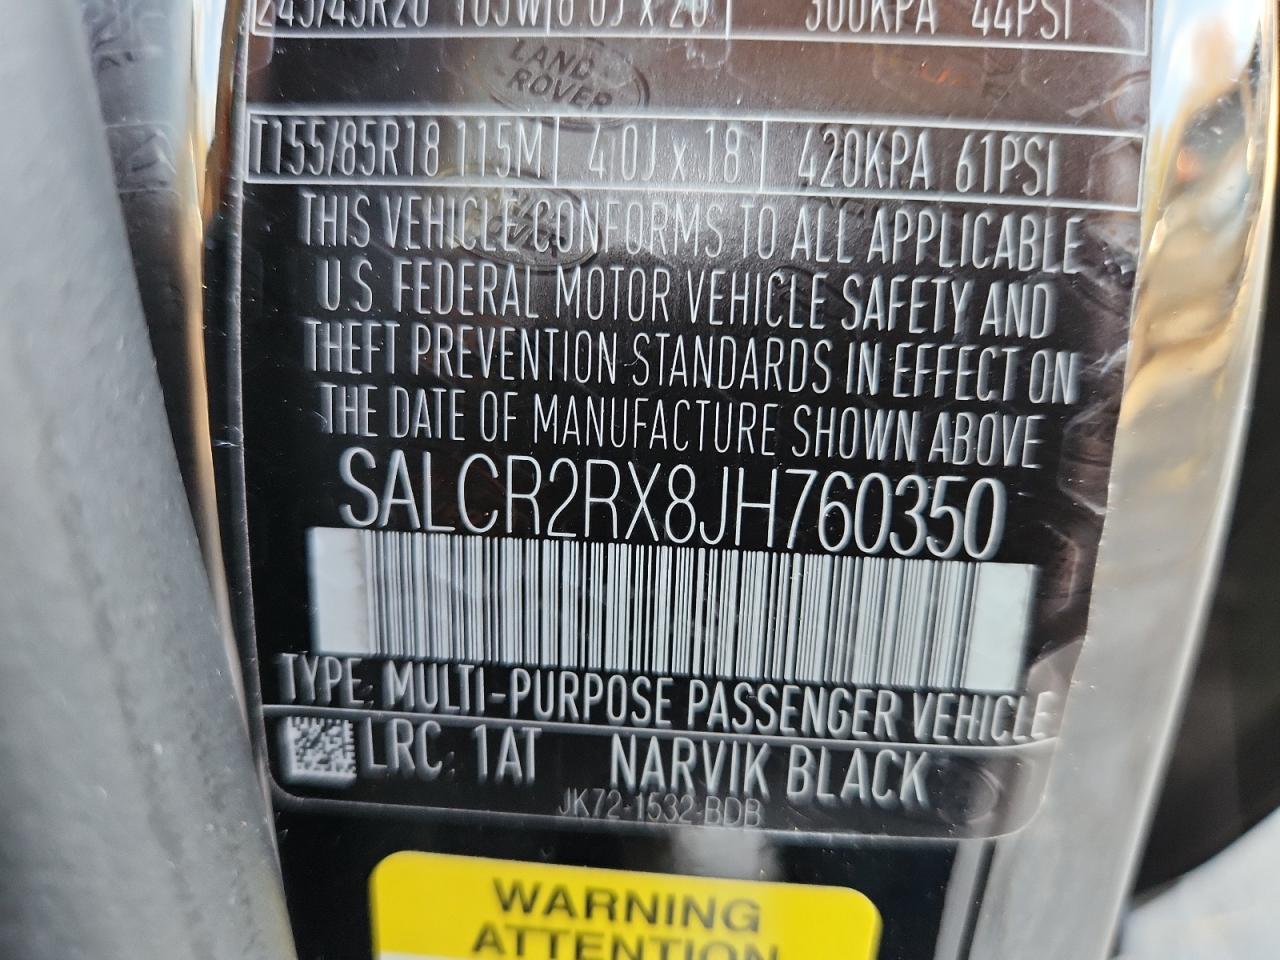 245/45R20 103W 8.0J x 20 300KPA 44PSI
LAND
ROVER
T155/85R18 115M 4.0J x 18 420KPA 61PSI
THIS VEHICLE CONFORMS TO ALL APPLICABLE
U.S. FEDERAL MOTOR VEHICLE SAFETY AND
THEFT PREVENTION STANDARDS IN EFFECT ON
THE DATE OF MANUFACTURE SHOWN ABOVE
SALCR2RX8JH760350
TYPE: MULTI-PURPOSE PASSENGER VEHICLE
LRC: 1AT NARVIK BLACK
JK72-1532-BDB
WARNING
ATTENTION